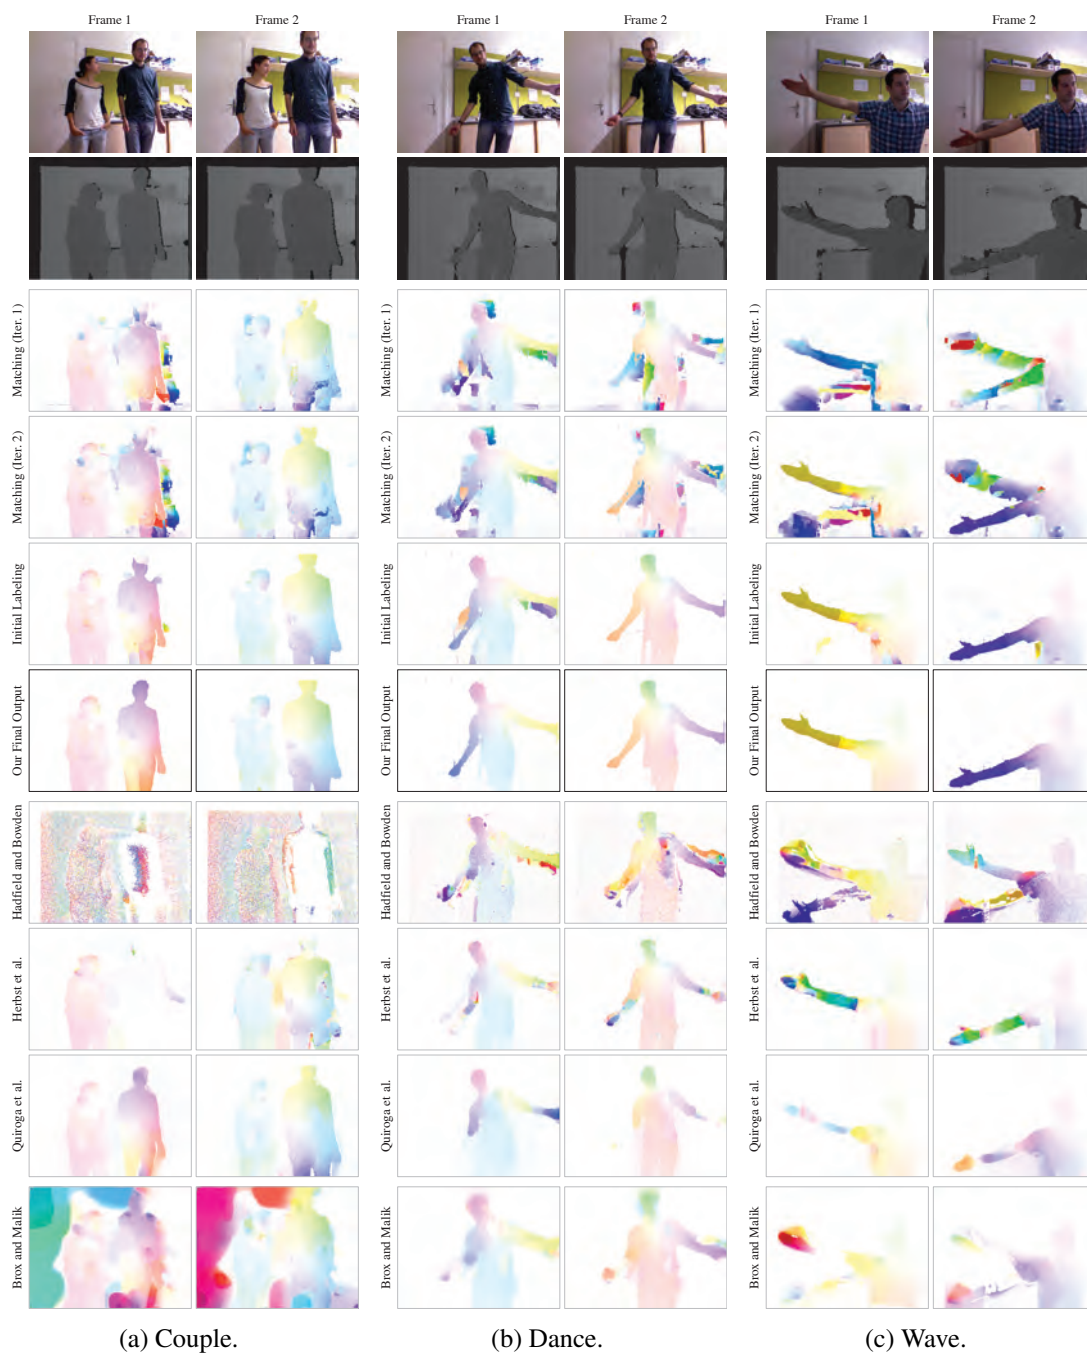 Frame 1 Frame 2 Frame 1 Frame 2 Frame 1 Frame 2
Matching (Iter. 1) Matching (Iter. 1) Matching (Iter. 1)
Matching (Iter. 2) Matching (Iter. 2) Matching (Iter. 2)
Initial Labeling Initial Labeling Initial Labeling
Our Final Output Our Final Output Our Final Output
Hadfield and Bowden Hadfield and Bowden Hadfield and Bowden
Herbst et al. Herbst et al. Herbst et al.
Quiroga et al. Quiroga et al. Quiroga et al.
Brox and Malik Brox and Malik Brox and Malik
(a) Couple. (b) Dance. (c) Wave.